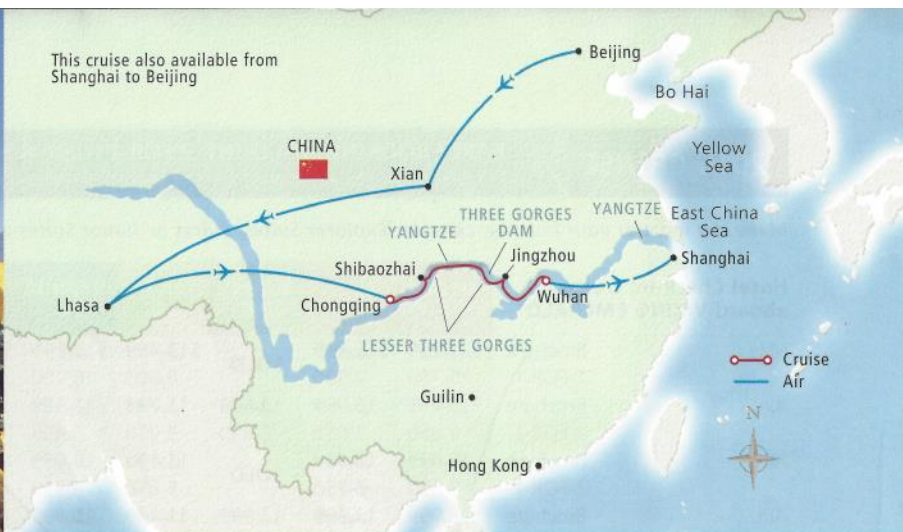 This cruise also available from
Shanghai to Beijing
Beijing
Bo Hai
CHINA
Yellow
Sea
Xian
THREE GORGES
DAM
YANGTZE
YANGTZE
East China
Sea
Shibaozhai
Jingzhou
Shanghai
Lhasa
Chongqing
Wuhan
LESSER THREE GORGES
Cruise
Air
Guilin
N
Hong Kong